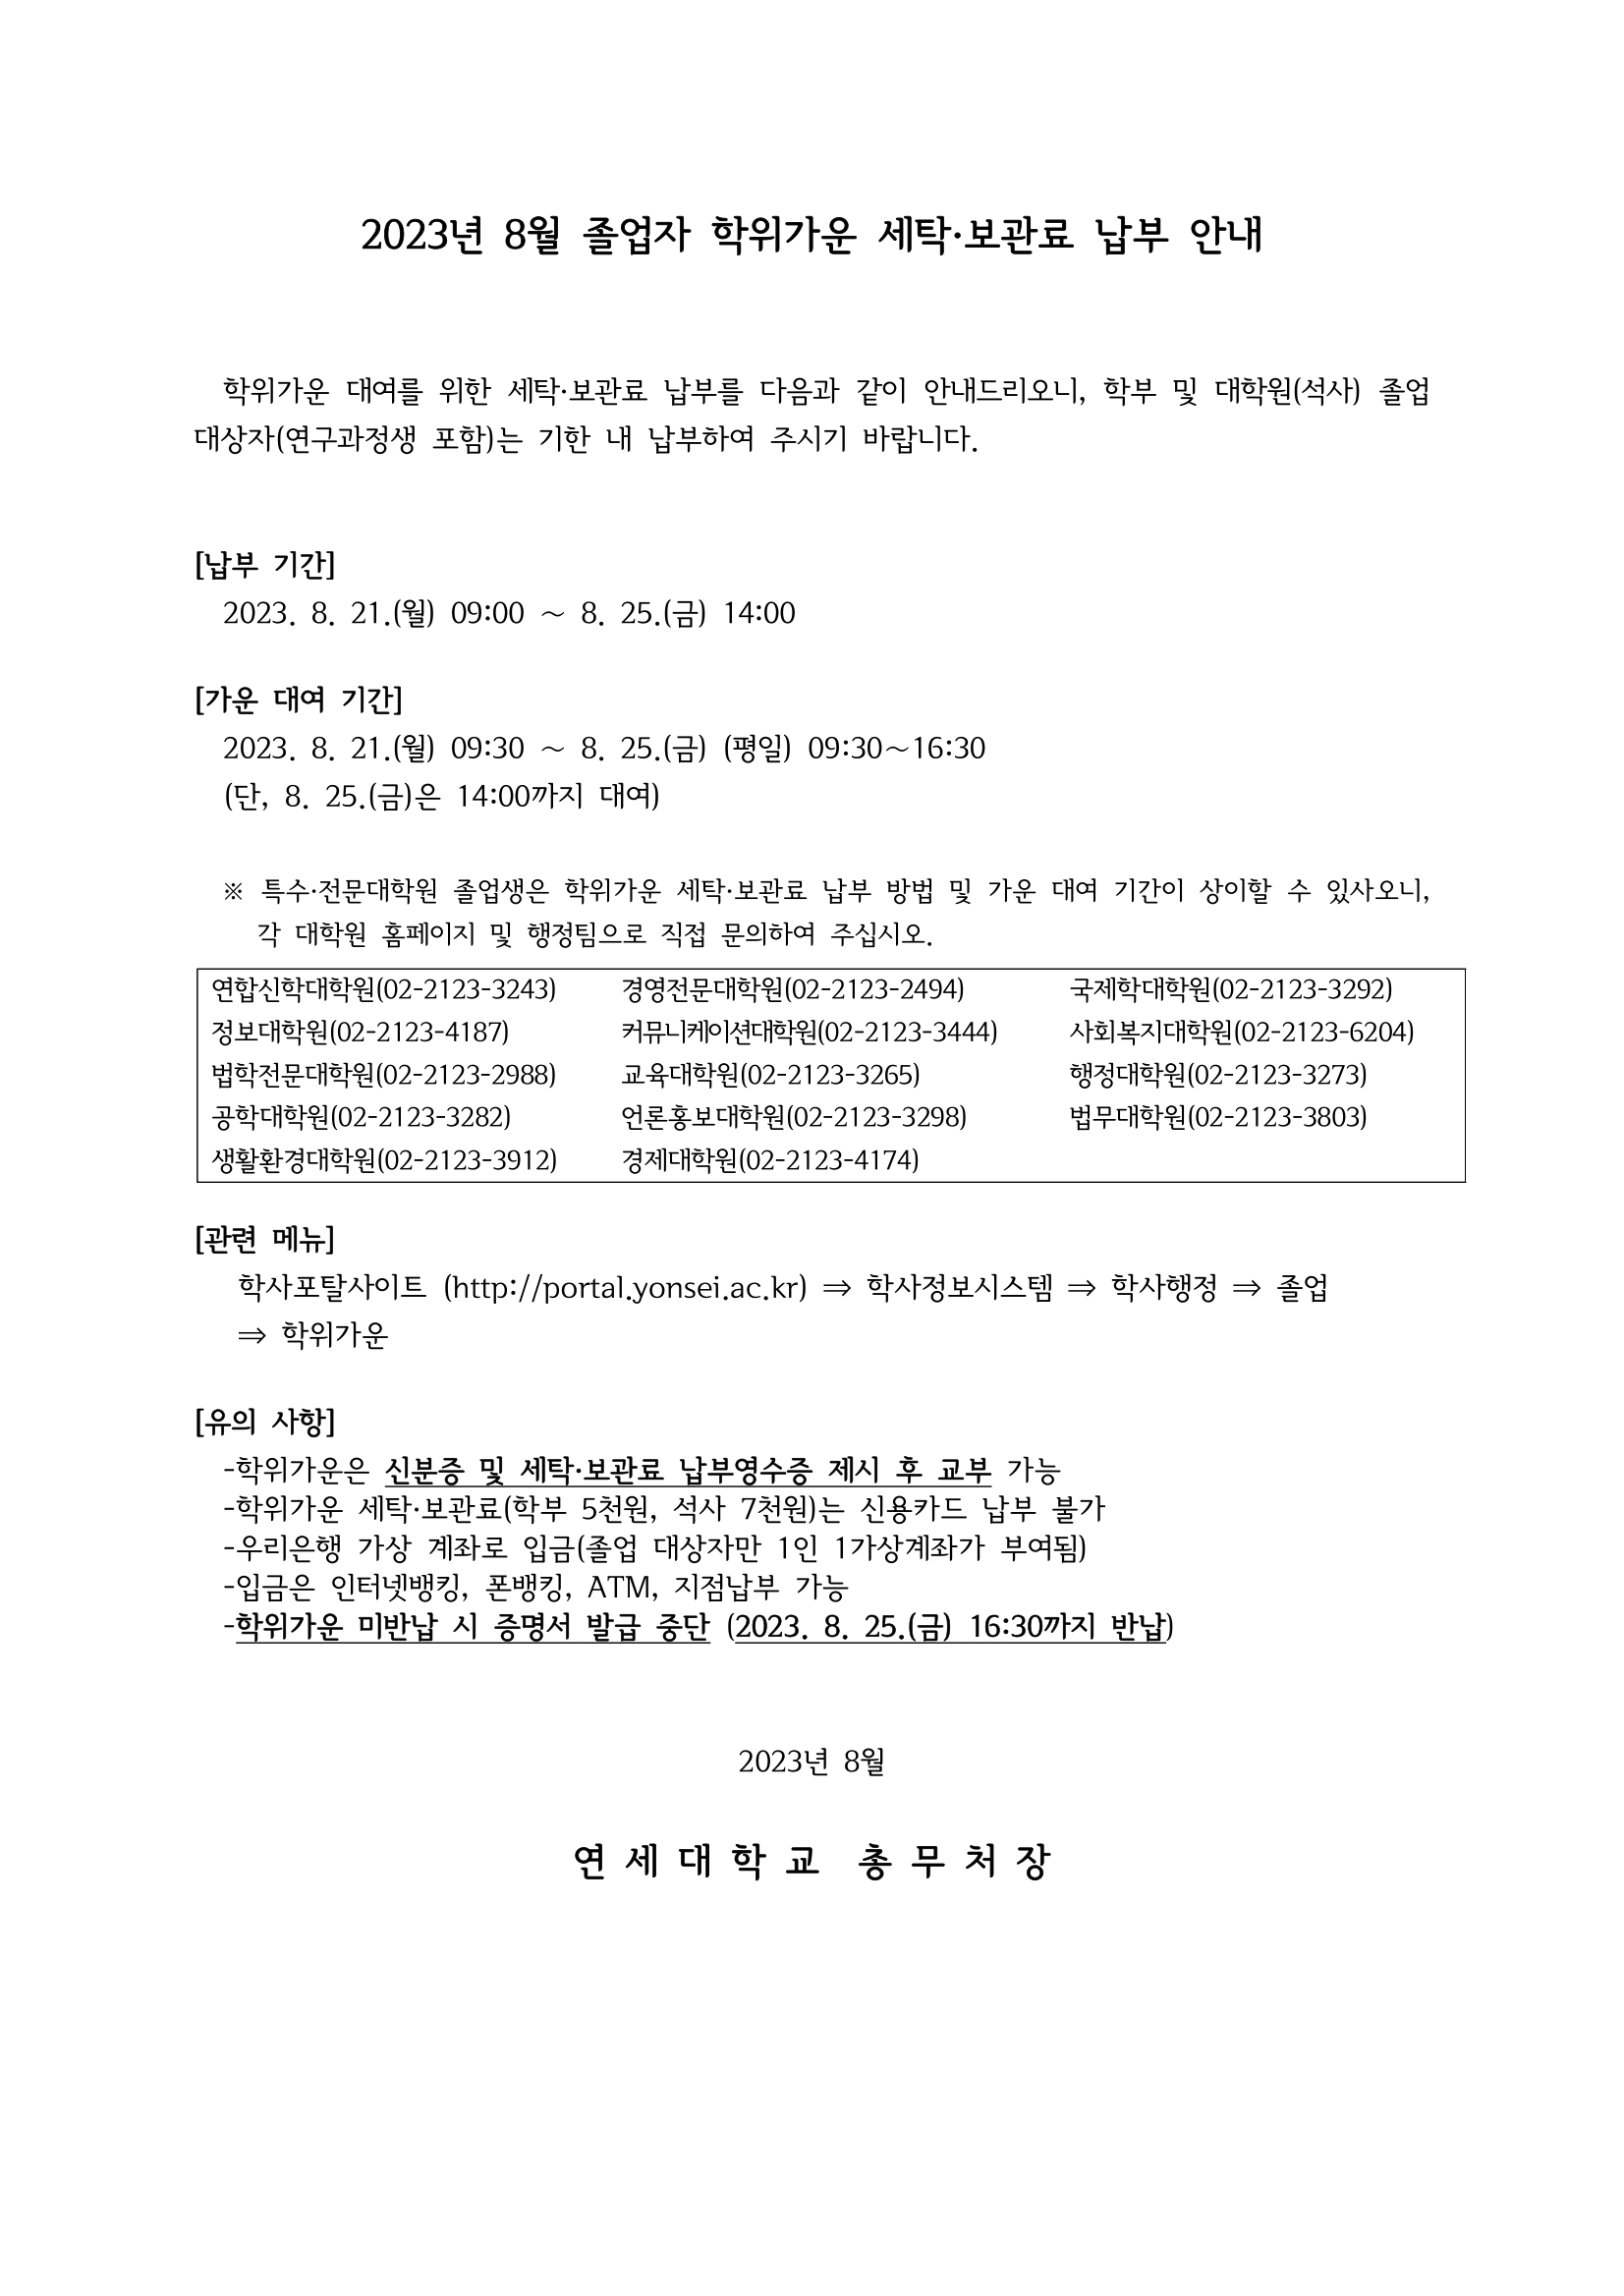 2023년 8월 졸업자 학위가운 세탁·보관료 납부 안내
학위가운 대여를 위한 세탁·보관료 납부를 다음과 같이 안내드리오니, 학부 및 대학원(석사) 졸업
대상자(연구과정생 포함)는 기한 내 납부하여 주시기 바랍니다.
[납부 기간]
2023. 8. 21.(월) 09:00 ~ 8. 25.(금) 14:00
[가운 대여 기간]
2023. 8. 21.(월) 09:30 ~ 8. 25.(금) (평일) 09:30~16:30
(단, 8. 25.(금)은 14:00까지 대여)
※ 특수·전문대학원 졸업생은 학위가운 세탁·보관료 납부 방법 및 가운 대여 기간이 상이할 수 있사오니,
각 대학원 홈페이지 및 행정팀으로 직접 문의하여 주십시오.
연합신학대학원(02-2123-3243) 경영전문대학원(02-2123-2494) 국제학대학원(02-2123-3292)
정보대학원(02-2123-4187) 커뮤니케이션대학원(02-2123-3444) 사회복지대학원(02-2123-6204)
법학전문대학원(02-2123-2988) 교육대학원(02-2123-3265) 행정대학원(02-2123-3273)
공학대학원(02-2123-3282) 언론홍보대학원(02-2123-3298) 법무대학원(02-2123-3803)
생활환경대학원(02-2123-3912) 경제대학원(02-2123-4174)
[관련 메뉴]
학사포탈사이트 (http://portal.yonsei.ac.kr) ⇒ 학사정보시스템 ⇒ 학사행정 ⇒ 졸업
⇒ 학위가운
[유의 사항]
-학위가운은 신분증 및 세탁·보관료 납부영수증 제시 후 교부 가능
-학위가운 세탁·보관료(학부 5천원, 석사 7천원)는 신용카드 납부 불가
-우리은행 가상 계좌로 입금(졸업 대상자만 1인 1가상계좌가 부여됨)
-입금은 인터넷뱅킹, 폰뱅킹, ATM, 지점납부 가능
-학위가운 미반납 시 증명서 발급 중단 (2023. 8. 25.(금) 16:30까지 반납)
2023년 8월
연 세 대 학 교 총 무 처 장